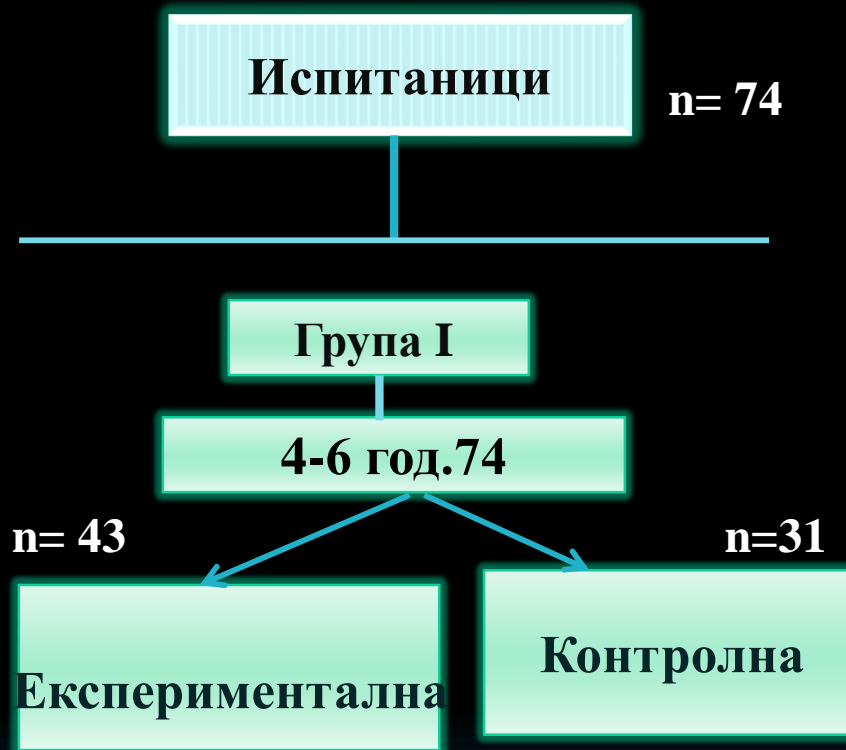 Испитаници
n= 74
Група I
4-6 год.74
n= 43
n=31
Експериментална
Контролна